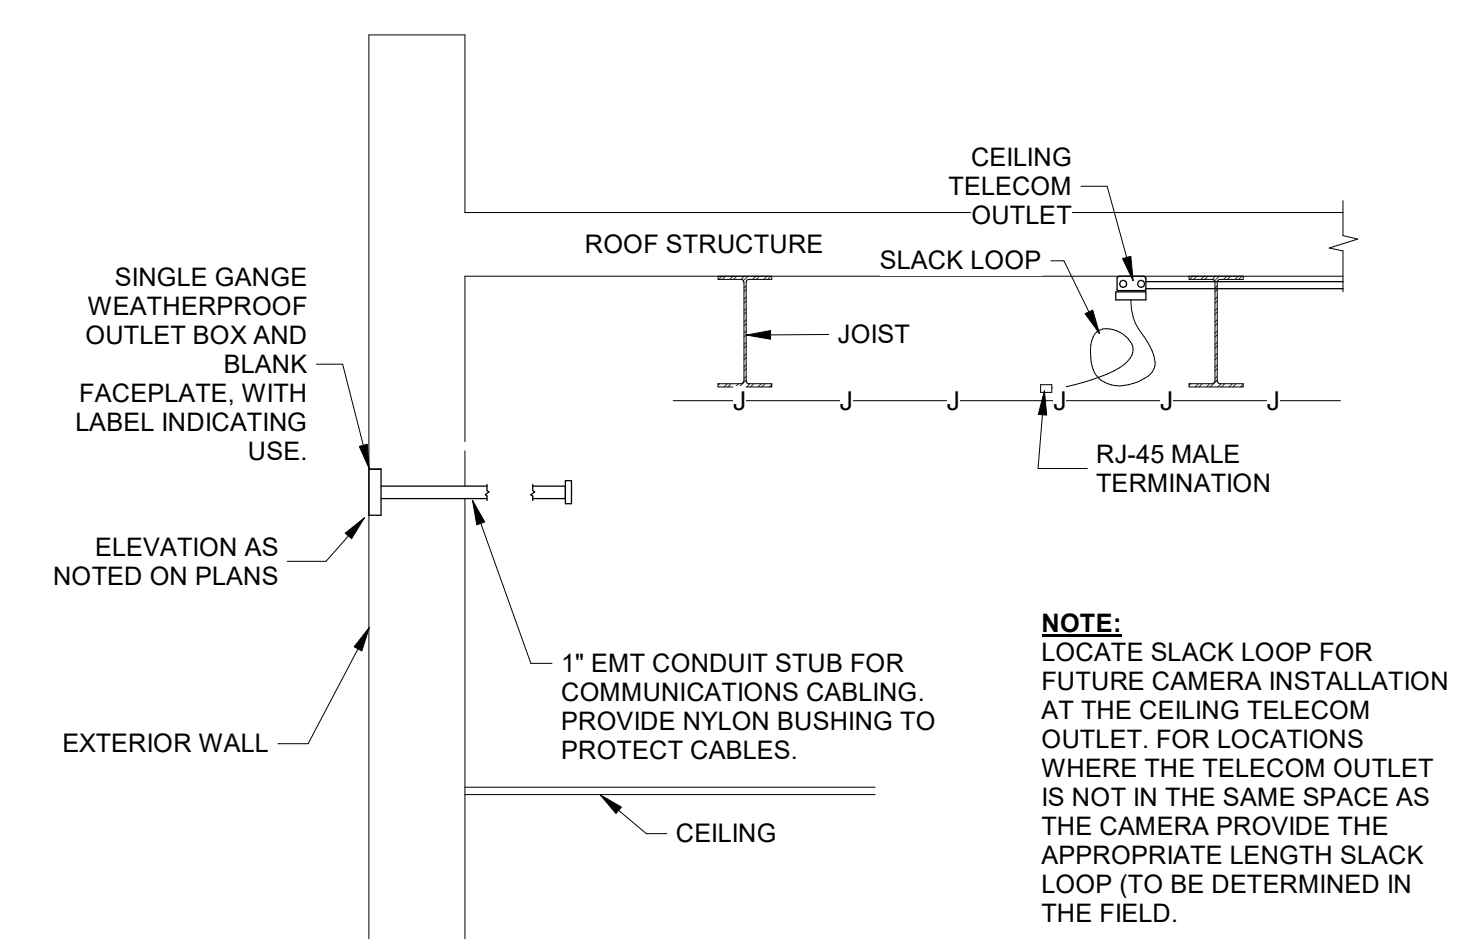 CEILING
TELECOM
OUTLET
ROOF STRUCTURE
SLACK LOOP
SINGLE GANGE
WEATHERPROOF
OUTLET BOX AND
BLANK
FACEPLATE, WITH
LABEL INDICATING
USE.
JOIST
J J J J J J
RJ-45 MALE
TERMINATION
ELEVATION AS
NOTED ON PLANS
1" EMT CONDUIT STUB FOR
COMMUNICATIONS CABLING.
PROVIDE NYLON BUSHING TO
PROTECT CABLES.
EXTERIOR WALL
CEILING
NOTE:
LOCATE SLACK LOOP FOR
FUTURE CAMERA INSTALLATION
AT THE CEILING TELECOM
OUTLET. FOR LOCATIONS
WHERE THE TELECOM OUTLET
IS NOT IN THE SAME SPACE AS
THE CAMERA PROVIDE THE
APPROPRIATE LENGTH SLACK
LOOP (TO BE DETERMINED IN
THE FIELD.